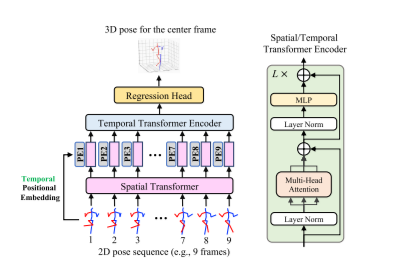 3D pose for the center frame
Regression Head
Temporal Transformer Encoder
PE1 PE2 PE3 ••• PE7 PE8 PE9
Temporal
Positional
Embedding
Spatial Transformer
•••
1 2 3 7 8 9
2D pose sequence (e.g., 9 frames)
Spatial/Temporal
Transformer Encoder
L ×
MLP
Layer Norm
Multi-Head
Attention
Layer Norm